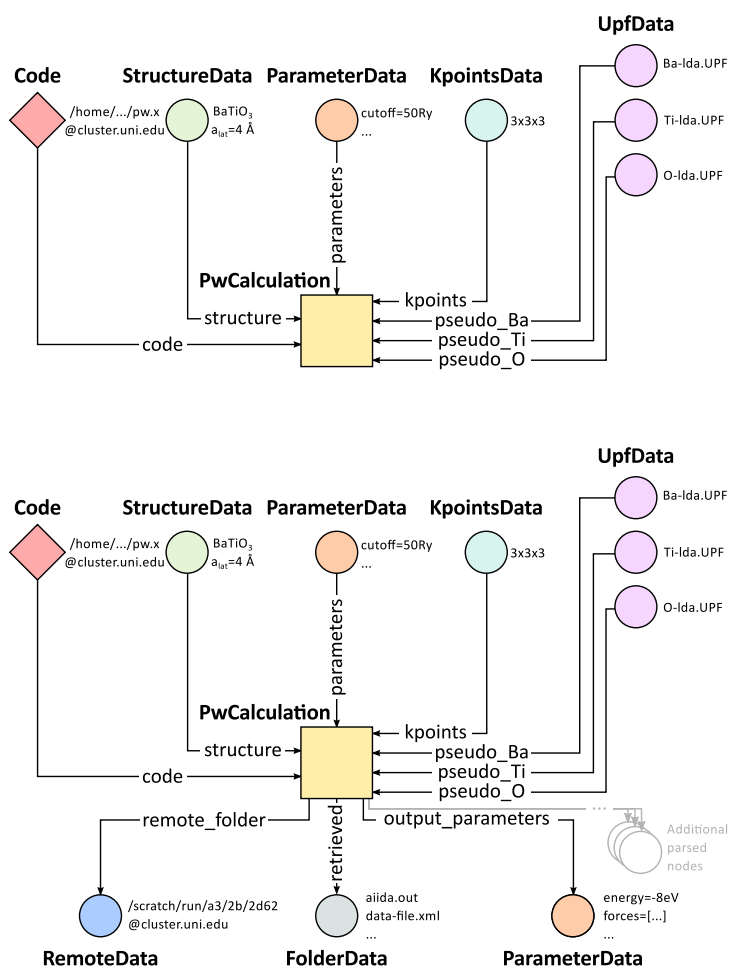 UpfData
Code
StructureData
ParameterData
KpointsData
Ba-lda.UPF
/home/.../pw.x
@cluster.uni.edu
BaTiO3
alat=4 Å
cutoff=50Ry
...
3x3x3
Ti-lda.UPF
O-lda.UPF
parameters
PwCalculation
kpoints
structure
pseudo_Ba
pseudo_Ti
code
pseudo_O
UpfData
Code
StructureData
ParameterData
KpointsData
Ba-lda.UPF
/home/.../pw.x
@cluster.uni.edu
BaTiO3
alat=4 Å
cutoff=50Ry
...
3x3x3
Ti-lda.UPF
O-lda.UPF
parameters
PwCalculation
kpoints
structure
pseudo_Ba
pseudo_Ti
code
pseudo_O
remote_folder
retrieved
output_parameters
...
Additional
parsed
nodes
/scratch/run/a3/2b/2d62
@cluster.uni.edu
aiida.out
data-file.xml
...
energy=-8eV
forces=[...]
...
RemoteData
FolderData
ParameterData